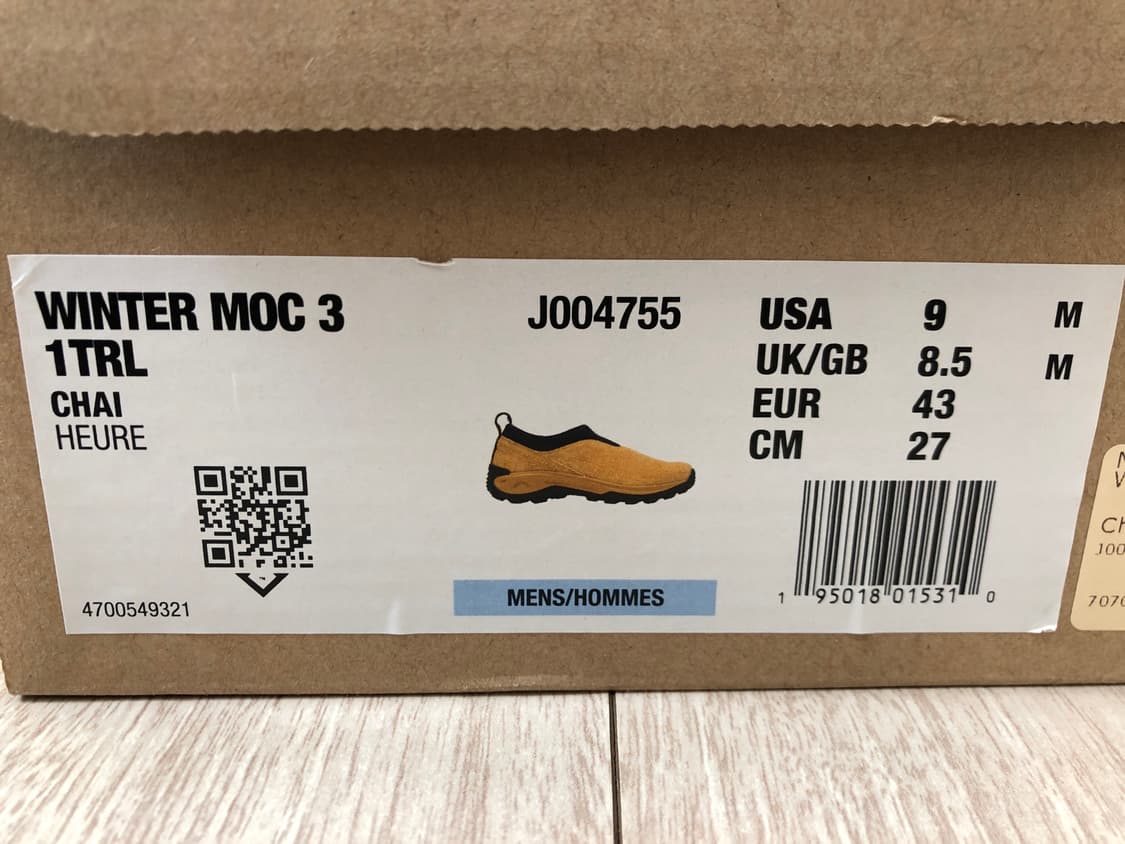 WINTER MOC 3
1TRL
CHAI
HEURE
4700549321
J004755
MENS/HOMMES
USA 9 M
UK/GB 8.5 M
EUR 43
CM 27
1 95018 01531 0